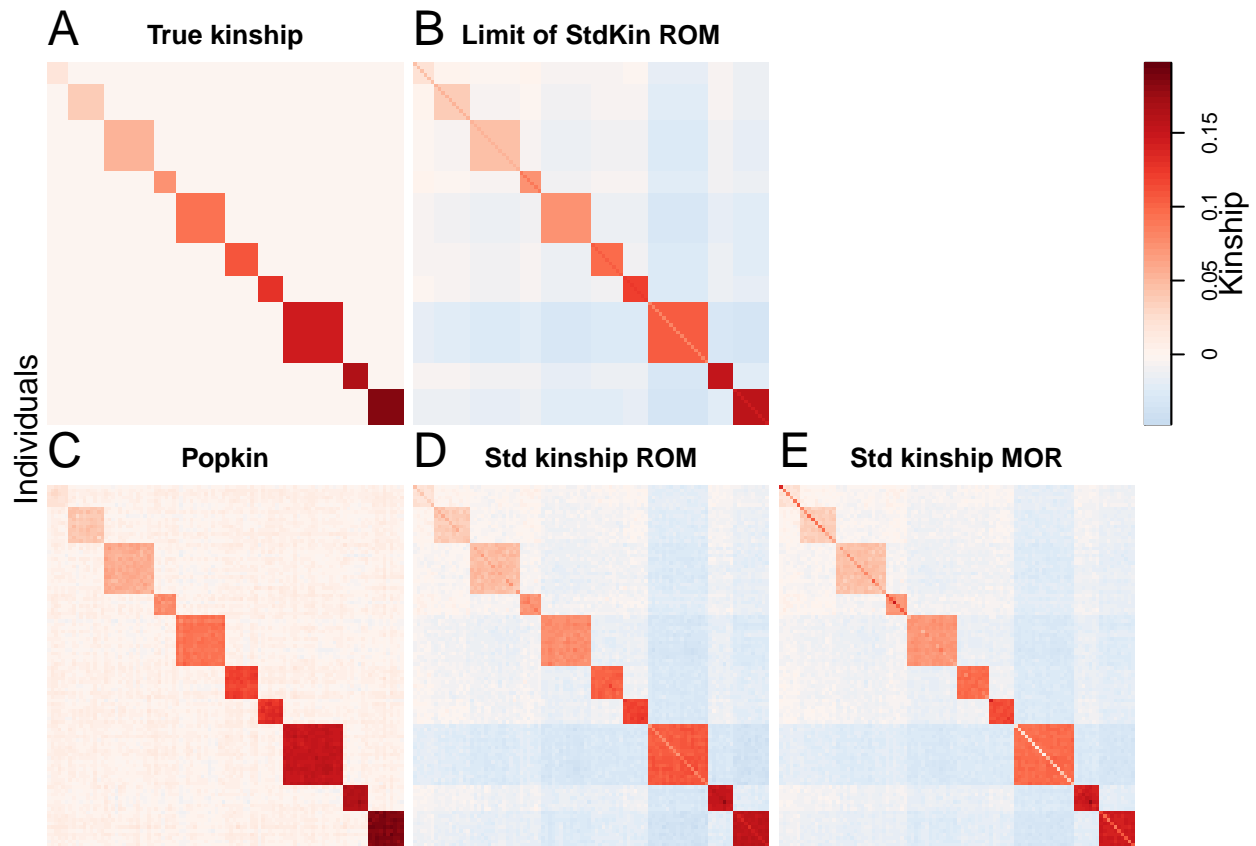 A True kinship
B Limit of StdKin ROM
0.15
0.1
0.05
0
Kinship
Individuals
C Popkin
D Std kinship ROM
E Std kinship MOR